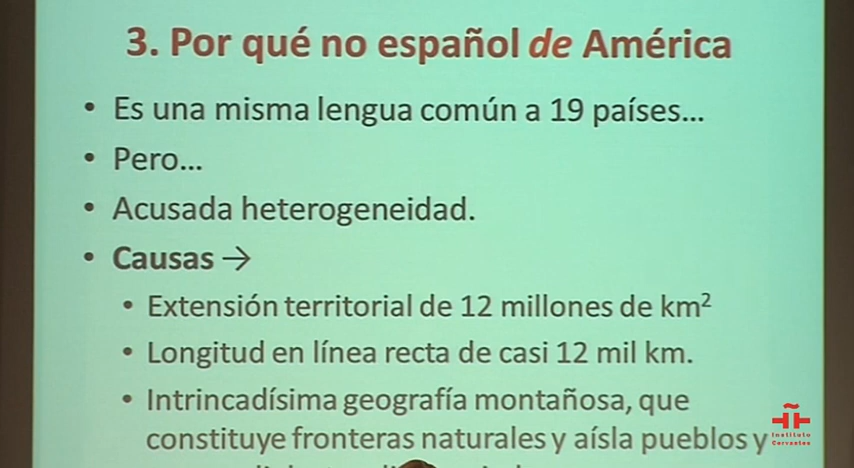 3. Por qué no español de América
• Es una misma lengua común a 19 países...
• Pero...
• Acusada heterogeneidad.
• Causas →
• Extensión territorial de 12 millones de km²
• Longitud en línea recta de casi 12 mil km.
• Intrincadísima geografía montañosa, que
constituye fronteras naturales y aísla pueblos y
Instituto
Cervantes